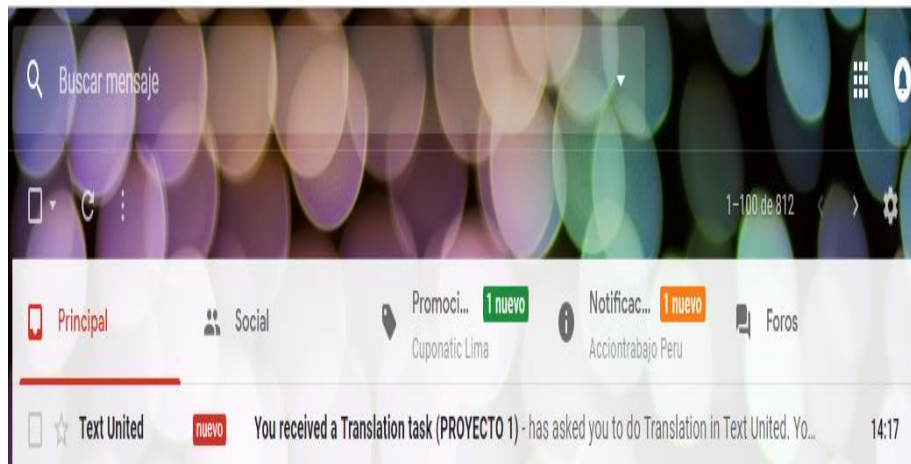 Buscar mensaje
1–100 de 812
Principal
Social
Promoci... 1 nuevo
Cuponatic Lima
Notificac... 1 nuevo
Acciontrabajo Peru
Foros
Text United nuevo You received a Translation task (PROYECTO 1) - has asked you to do Translation in Text United. Yo... 14:17